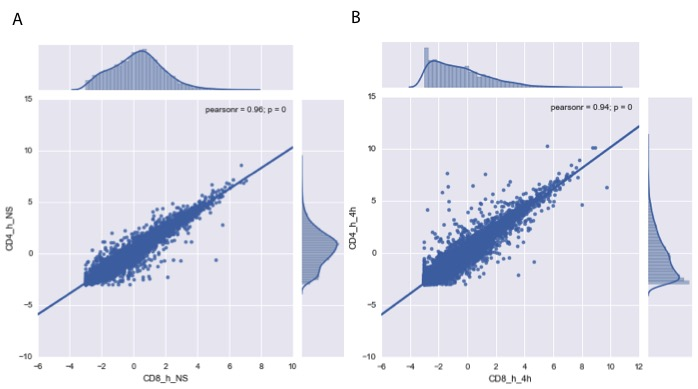 A
B
pearsonr = 0.96; p = 0
pearsonr = 0.94; p = 0
15
10
5
0
−5
−10
CD4_h_NS
−6 −4 −2 0 2 4 6 8 10
CD8_h_NS
15
10
5
0
−5
−10
CD4_h_4h
−6 −4 −2 0 2 4 6 8 10 12
CD8_h_4h